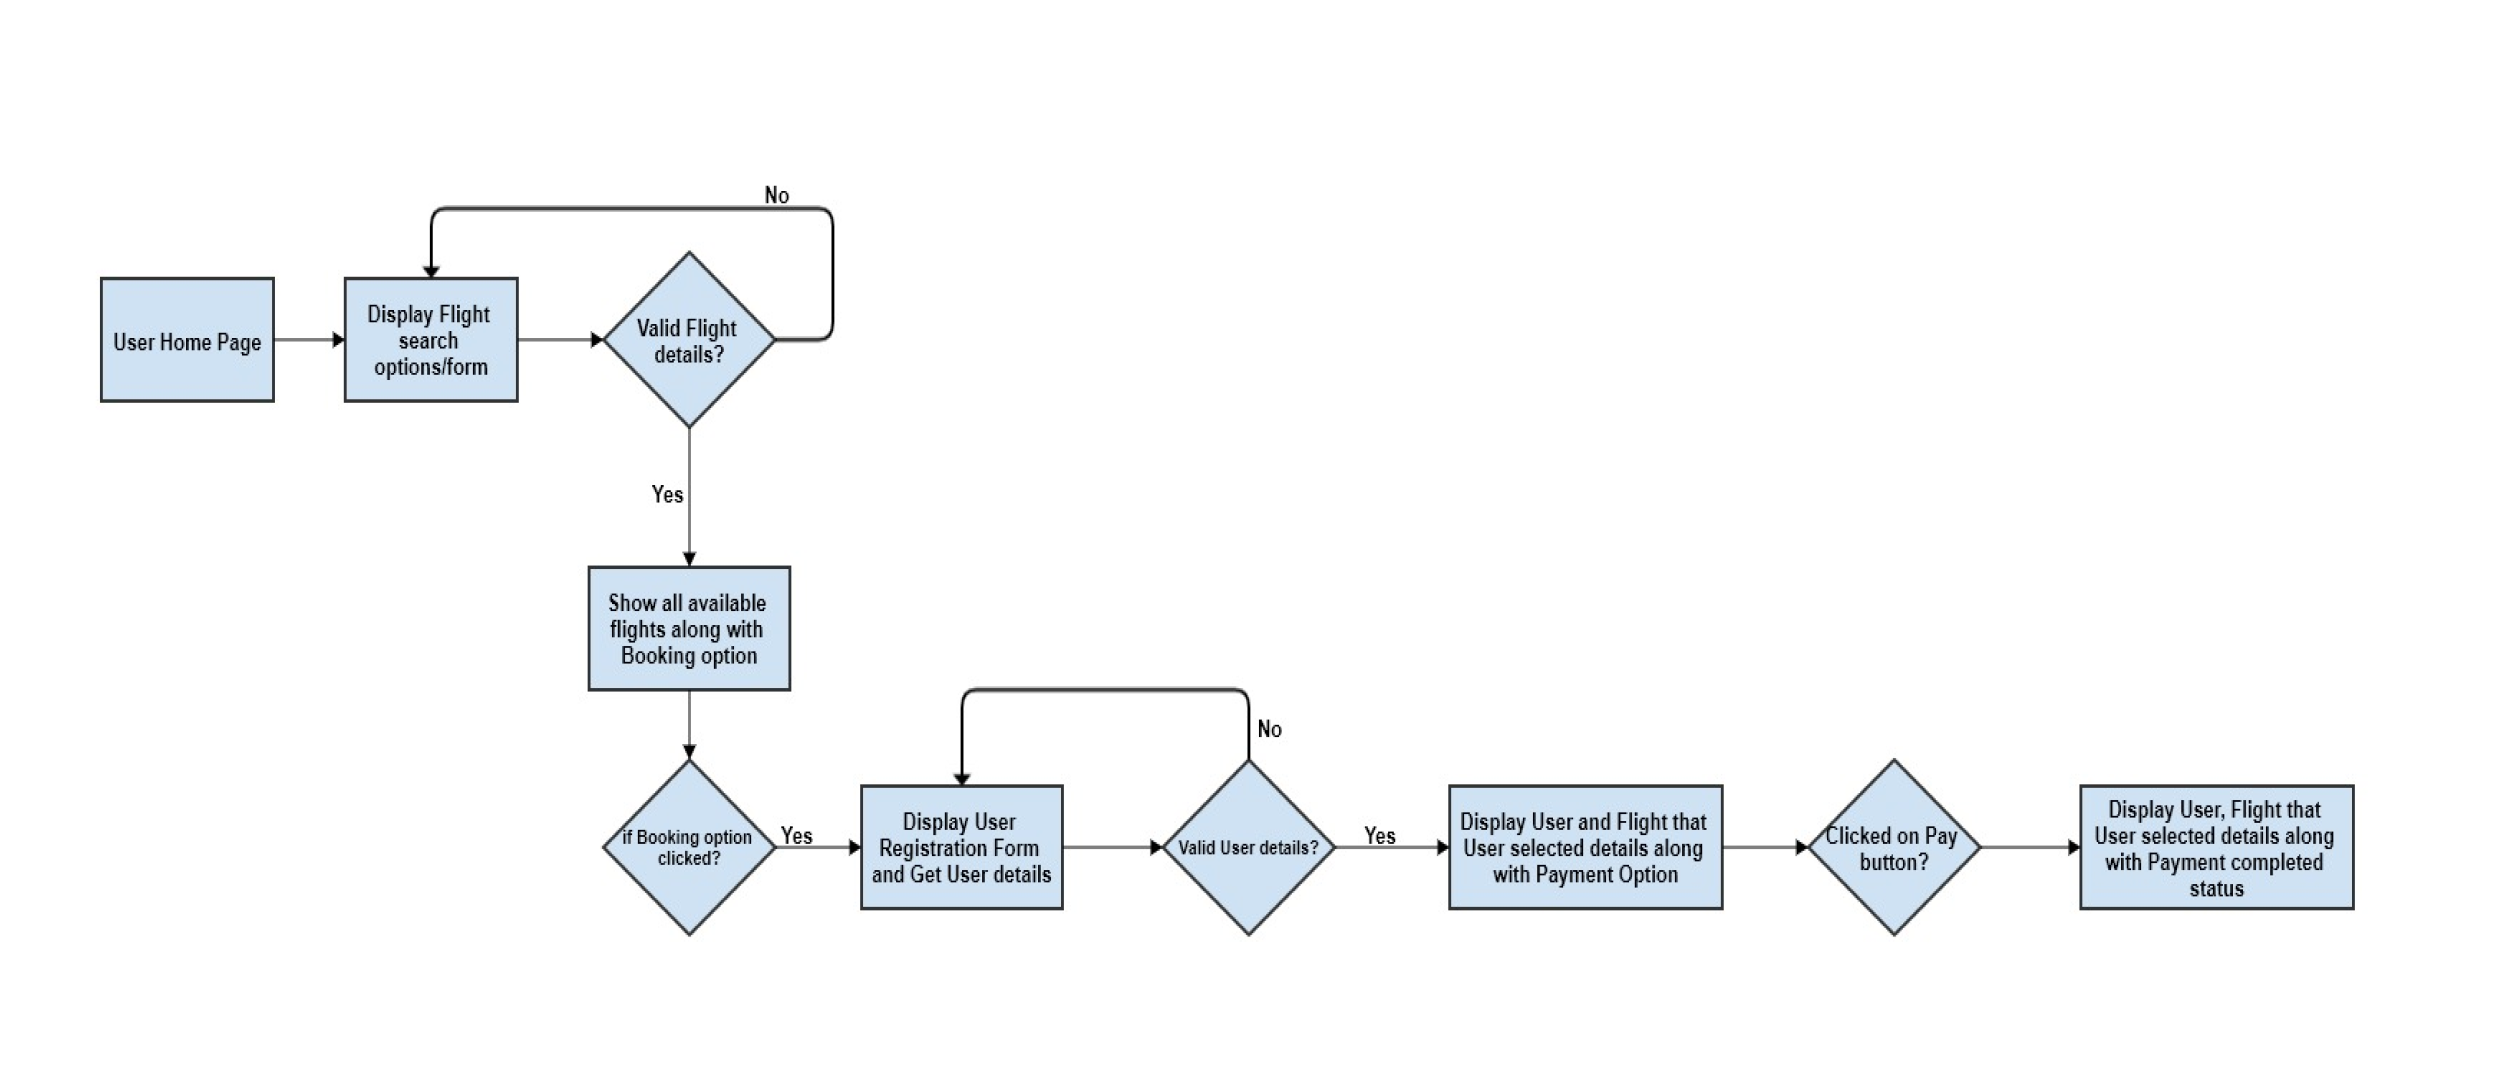 No
User Home Page
Display Flight
search
options/form
Valid Flight
details?
Yes
Show all available
flights along with
Booking option
if Booking option
clicked?
Yes
Display User
Registration Form
and Get User details
No
Valid User details?
Yes
Display User and Flight that
User selected details along
with Payment Option
Clicked on Pay
button?
Display User, Flight that
User selected details along
with Payment completed
status